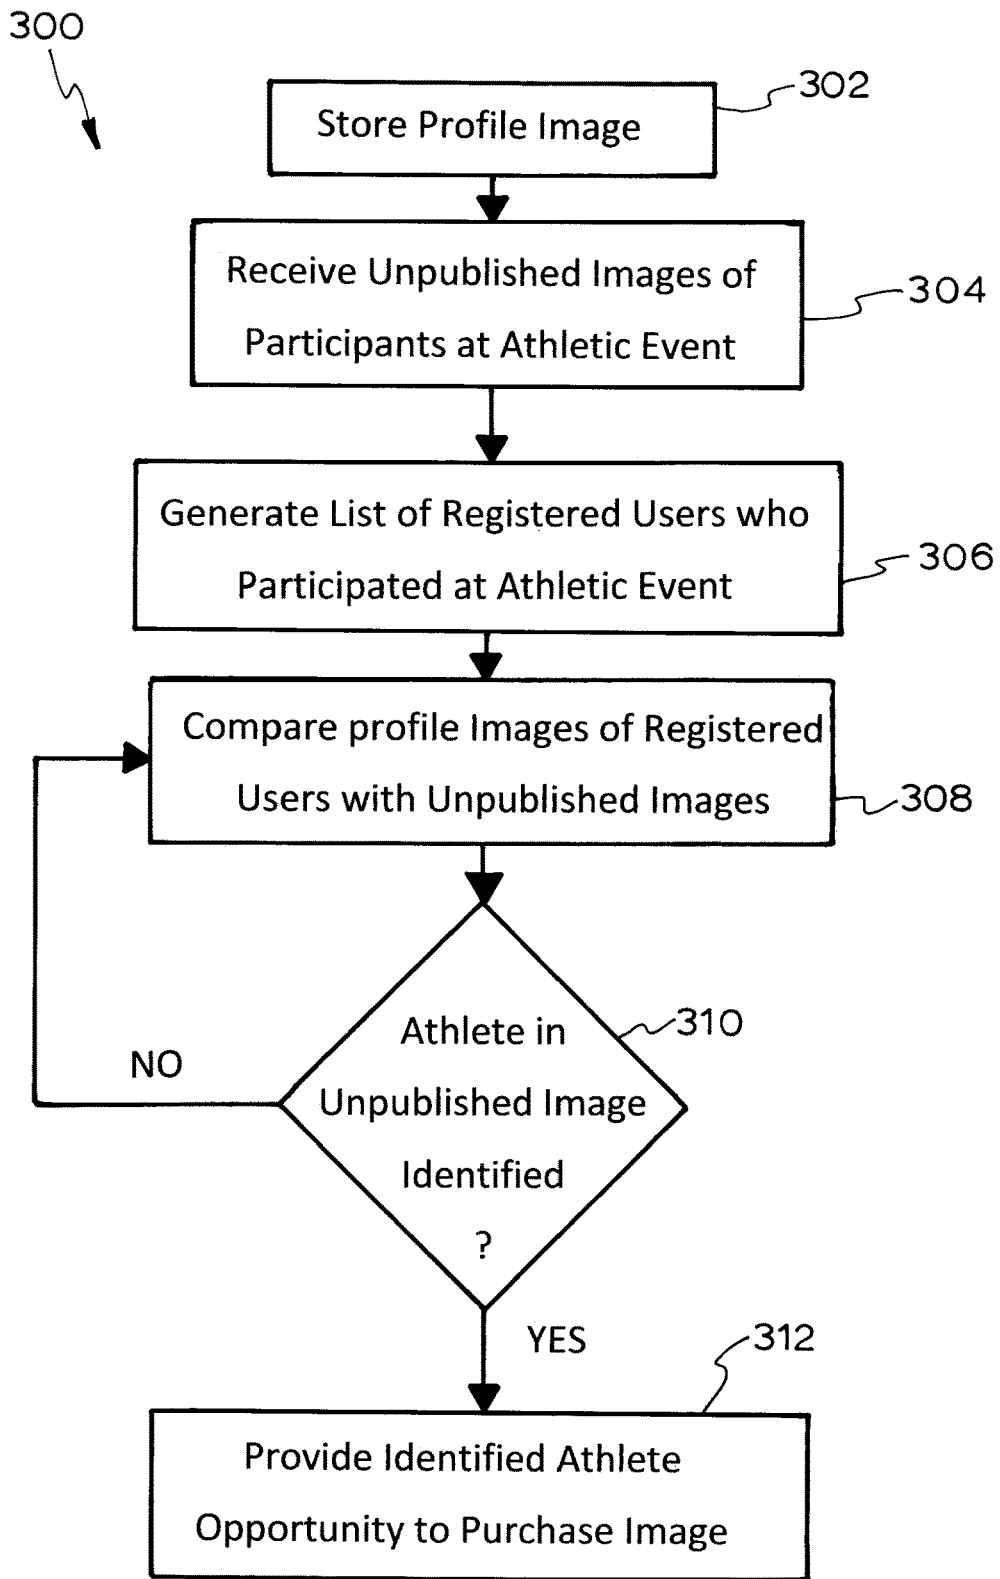 300
302
Store Profile Image
Receive Unpublished Images of
304
Participants at Athletic Event
Generate List of Registered Users who
306
Participated at Athletic Event
Compare profile Images of Registered
Users with Unpublished Images
308
310
Athlete in
NO
Unpublished Image
Identified
?
YES
312
Provide Identified Athlete
Opportunity to Purchase Image